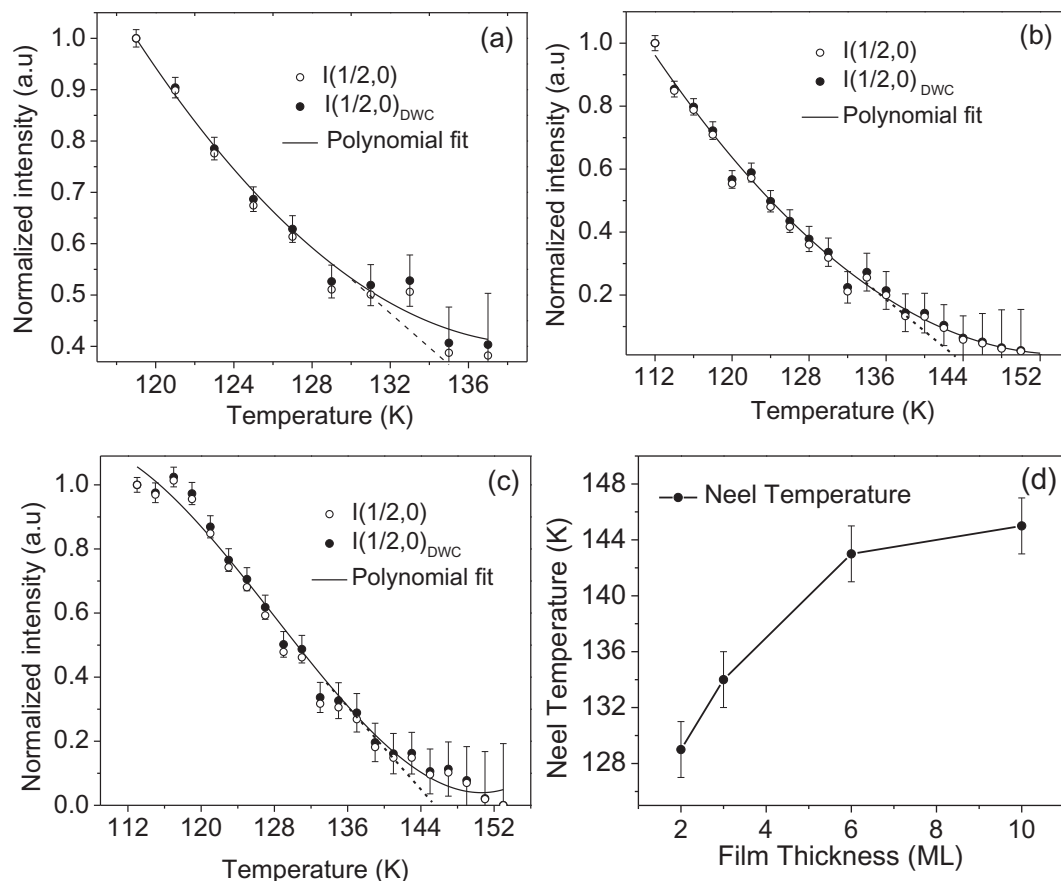 (a)
I(1/2,0)
I(1/2,0)DWC
Polynomial fit
1.0
0.9
0.8
0.7
0.6
0.5
0.4
120 124 128 132 136
Normalized intensity (a.u)
Temperature (K)
(b)
I(1/2,0)
I(1/2,0)DWC
Polynomial fit
1.0
0.8
0.6
0.4
0.2
112 120 128 136 144 152
Normalized intensity (a.u)
Temperature (K)
(c)
I(1/2,0)
I(1/2,0)DWC
Polynomial fit
1.0
0.8
0.6
0.4
0.2
0.0
112 120 128 136 144 152
Normalized intensity (a.u)
Temperature (K)
(d)
Neel Temperature
148
144
140
136
132
128
2 4 6 8 10
Neel Temperature (K)
Film Thickness (ML)